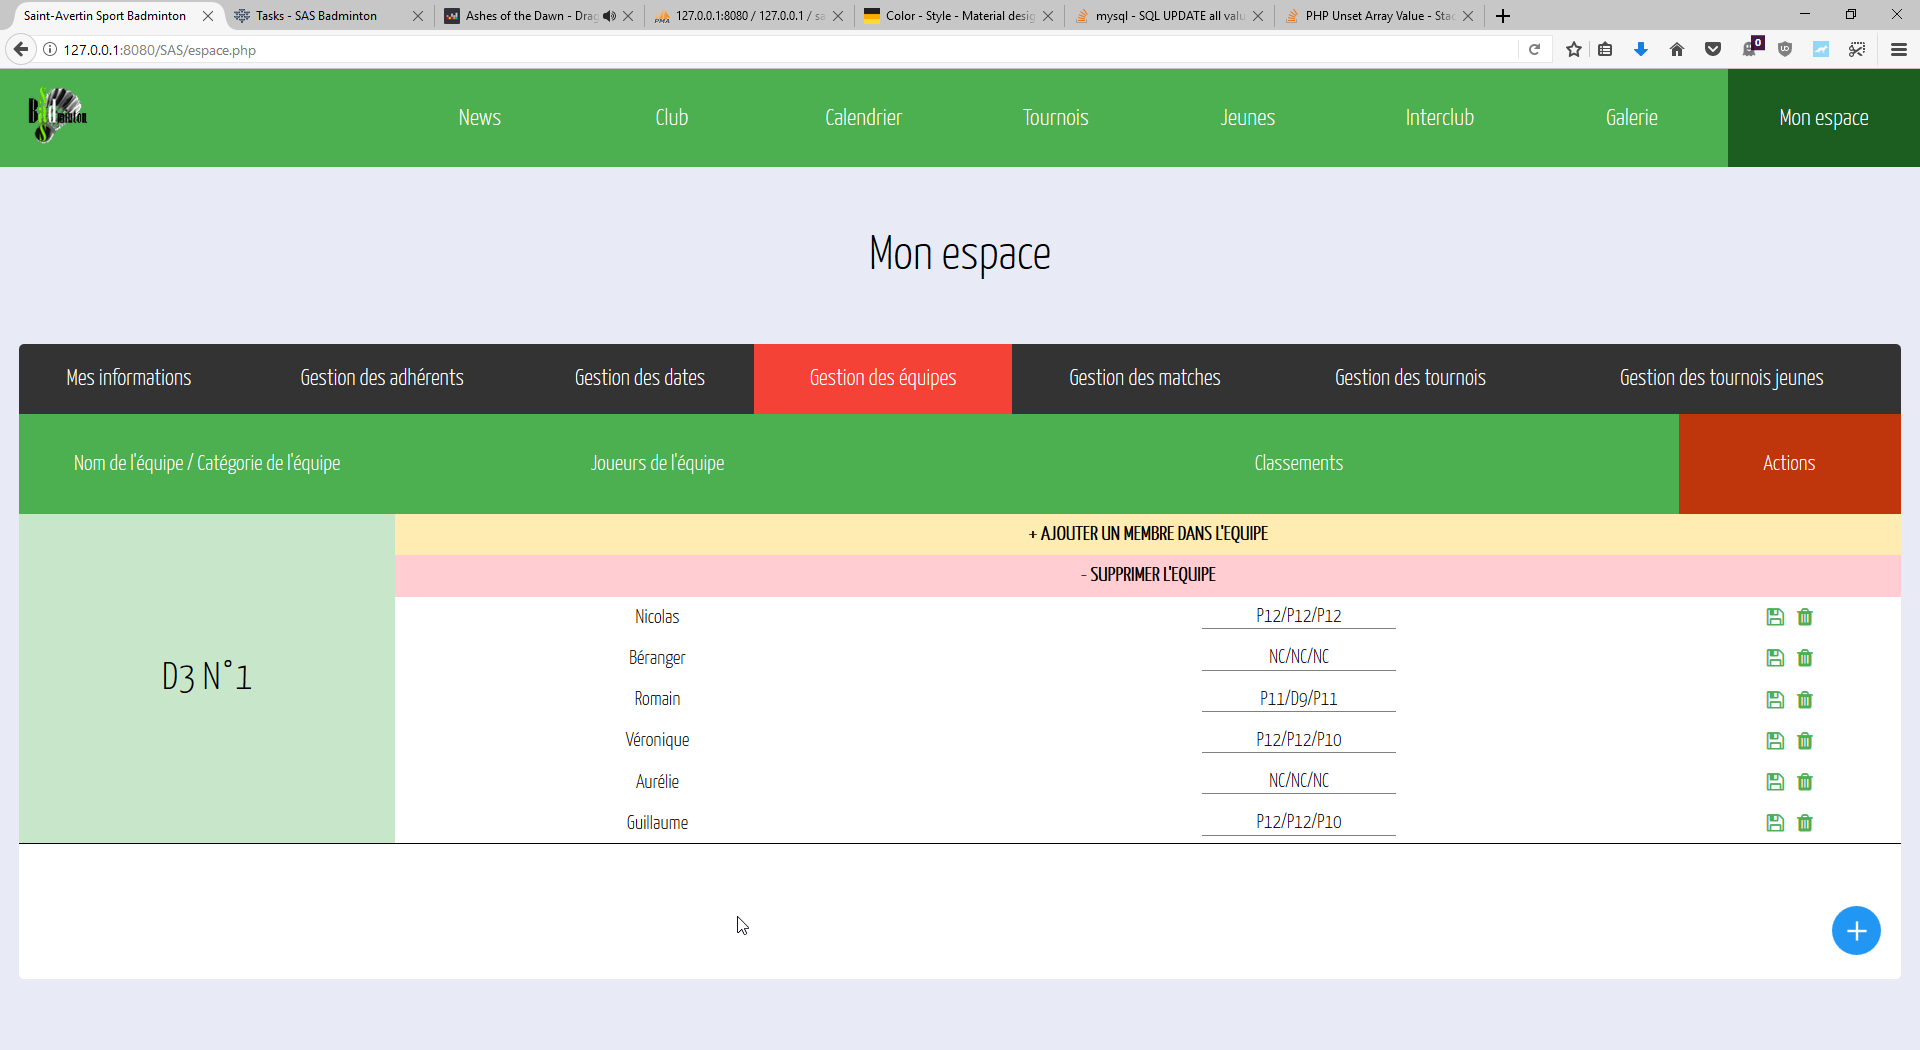 Saint-Avertin Sport Badminton
Tasks - SAS Badminton
Ashes of the Dawn - Drag
127.0.0.1:8080 / 127.0.0.1 / sa
Color - Style - Material desig
mysql - SQL UPDATE all valu
PHP Unset Array Value - Stac
127.0.0.1:8080/SAS/espace.php
0
Badminton
News
Club
Calendrier
Tournois
Jeunes
Interclub
Galerie
Mon espace
Mon espace
Mes informations
Gestion des adhérents
Gestion des dates
Gestion des équipes
Gestion des matches
Gestion des tournois
Gestion des tournois jeunes
Nom de l'équipe / Catégorie de l'équipe
Joueurs de l'équipe
Classements
Actions
D3 N°1
+ AJOUTER UN MEMBRE DANS L'EQUIPE
- SUPPRIMER L'EQUIPE
Nicolas P12/P12/P12
Béranger NC/NC/NC
Romain P11/D9/P11
Véronique P12/P12/P10
Aurélie NC/NC/NC
Guillaume P12/P12/P10